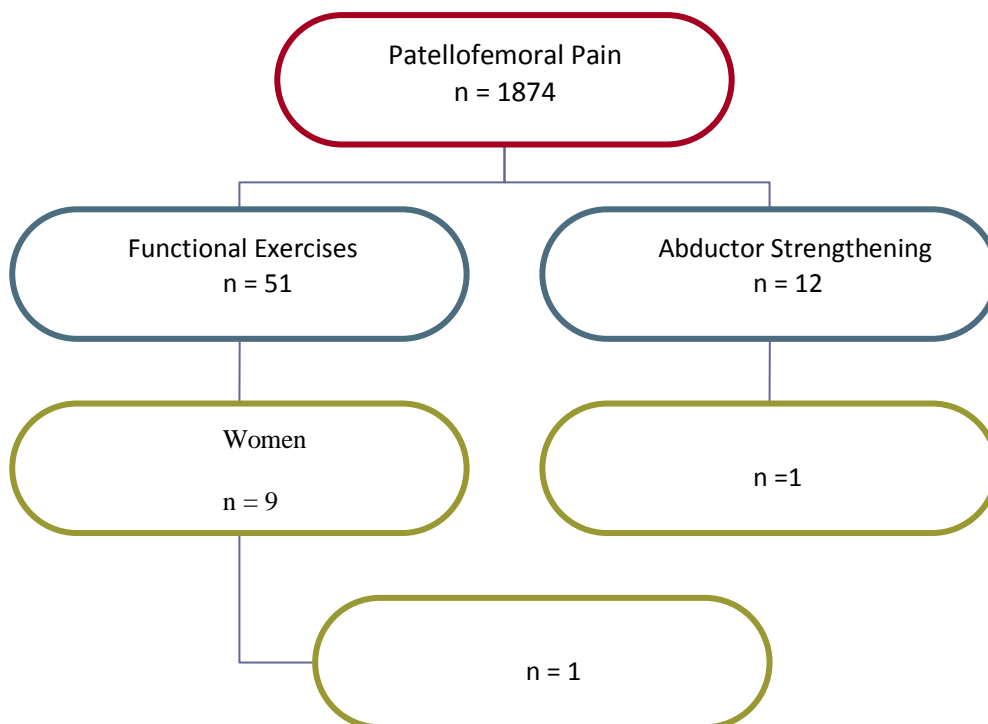 Patellofemoral Pain
n = 1874
Functional Exercises
n = 51
Abductor Strengthening
n = 12
Women
n = 9
n =1
n = 1